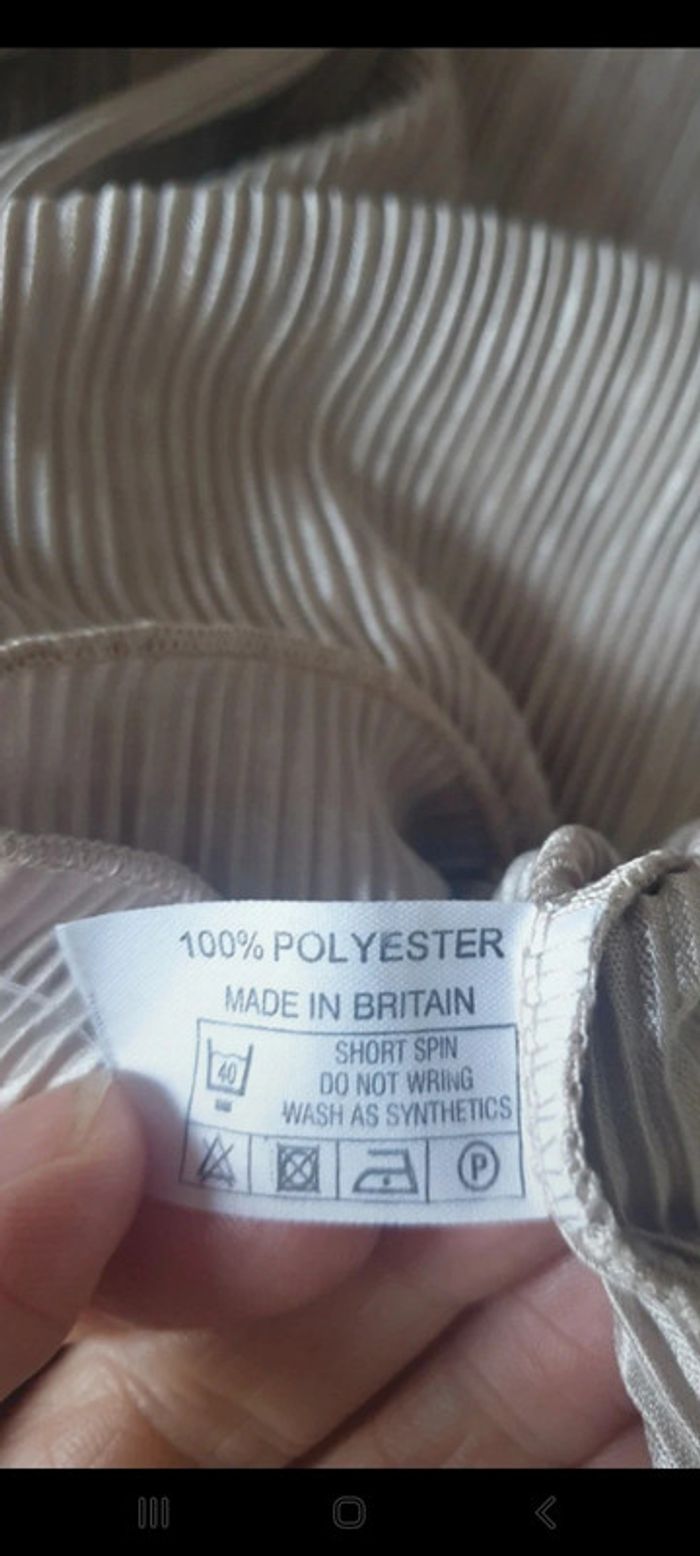 100% POLYESTER
MADE IN BRITAIN
40
SHORT SPIN
DO NOT WRING
WASH AS SYNTHETICS
P